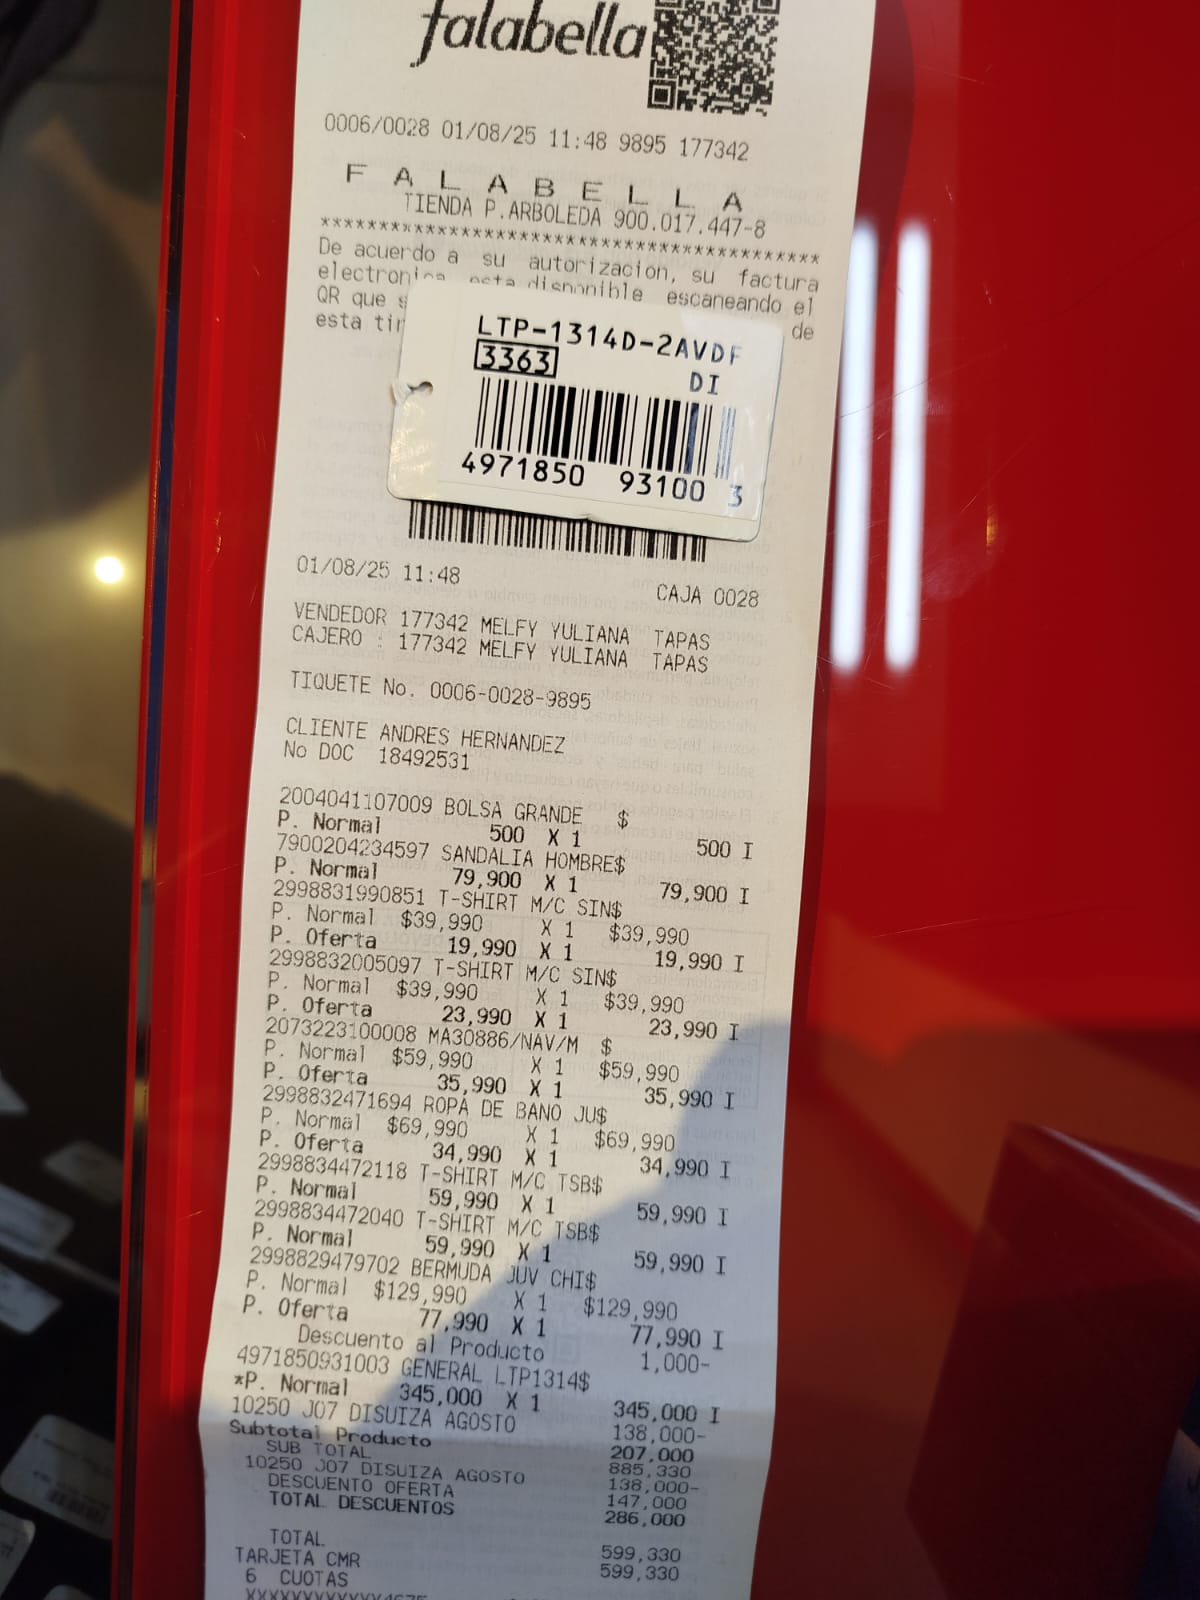 falabella
0006/0028 01/08/25 11:48 9895 177342
F A L A B E L L A
TIENDA P.ARBOLEDA 900.017.447-8
******************************************
De acuerdo a su autorizacion, su factura
electronica esta disponible escaneando el
QR que de
esta
LTP-1314D-2AVDF
3363 DI
4971850 93100 3
01/08/25 11:48 CAJA 0028
VENDEDOR 177342 MELFY YULIANA TAPAS
CAJERO : 177342 MELFY YULIANA TAPAS
TIQUETE No. 0006-0028-9895
CLIENTE ANDRES HERNANDEZ
No DOC 18492531
2004041107009 BOLSA GRANDE $
P. Normal 500 X 1 500 I
7900204234597 SANDALIA HOMBRE$
P. Normal 79,900 X 1 79,900 I
2998831990851 T-SHIRT M/C SIN$
P. Normal $39,990 X 1 $39,990
P. Oferta 19,990 X 1 19,990 I
2998832005097 T-SHIRT M/C SIN$
P. Normal $39,990 X 1 $39,990
P. Oferta 23,990 X 1 23,990 I
2073223100008 MA30886/NAV/M $
P. Normal $59,990 X 1 $59,990
P. Oferta 35,990 X 1 35,990 I
2998832471694 ROPA DE BANO JU$
P. Normal $69,990 X 1 $69,990
P. Oferta 34,990 X 1 34,990 I
2998834472118 T-SHIRT M/C TSB$
P. Normal 59,990 X 1 59,990 I
2998834472040 T-SHIRT M/C TSB$
P. Normal 59,990 X 1 59,990 I
2998829479702 BERMUDA JUV CHI$
P. Normal $129,990 X 1 $129,990
P. Oferta 77,990 X 1 77,990 I
Descuento al Producto 1,000-
4971850931003 GENERAL LTP1314$
*P. Normal 345,000 X 1 345,000 I
10250 J07 DISUIZA AGOSTO 138,000-
Subtotal Producto 207,000
SUB TOTAL 885,330
10250 J07 DISUIZA AGOSTO 138,000-
DESCUENTO OFERTA 147,000
TOTAL DESCUENTOS 286,000
TOTAL 599,330
TARJETA CMR 599,330
6 CUOTAS